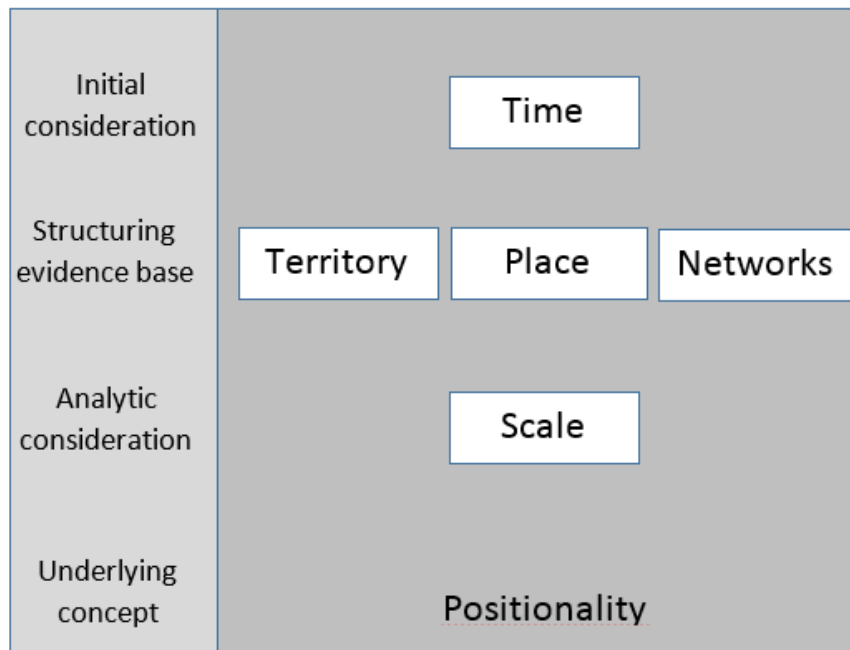 Initial
consideration
Time
Structuring
evidence base
Territory
Place
Networks
Analytic
consideration
Scale
Underlying
concept
Positionality